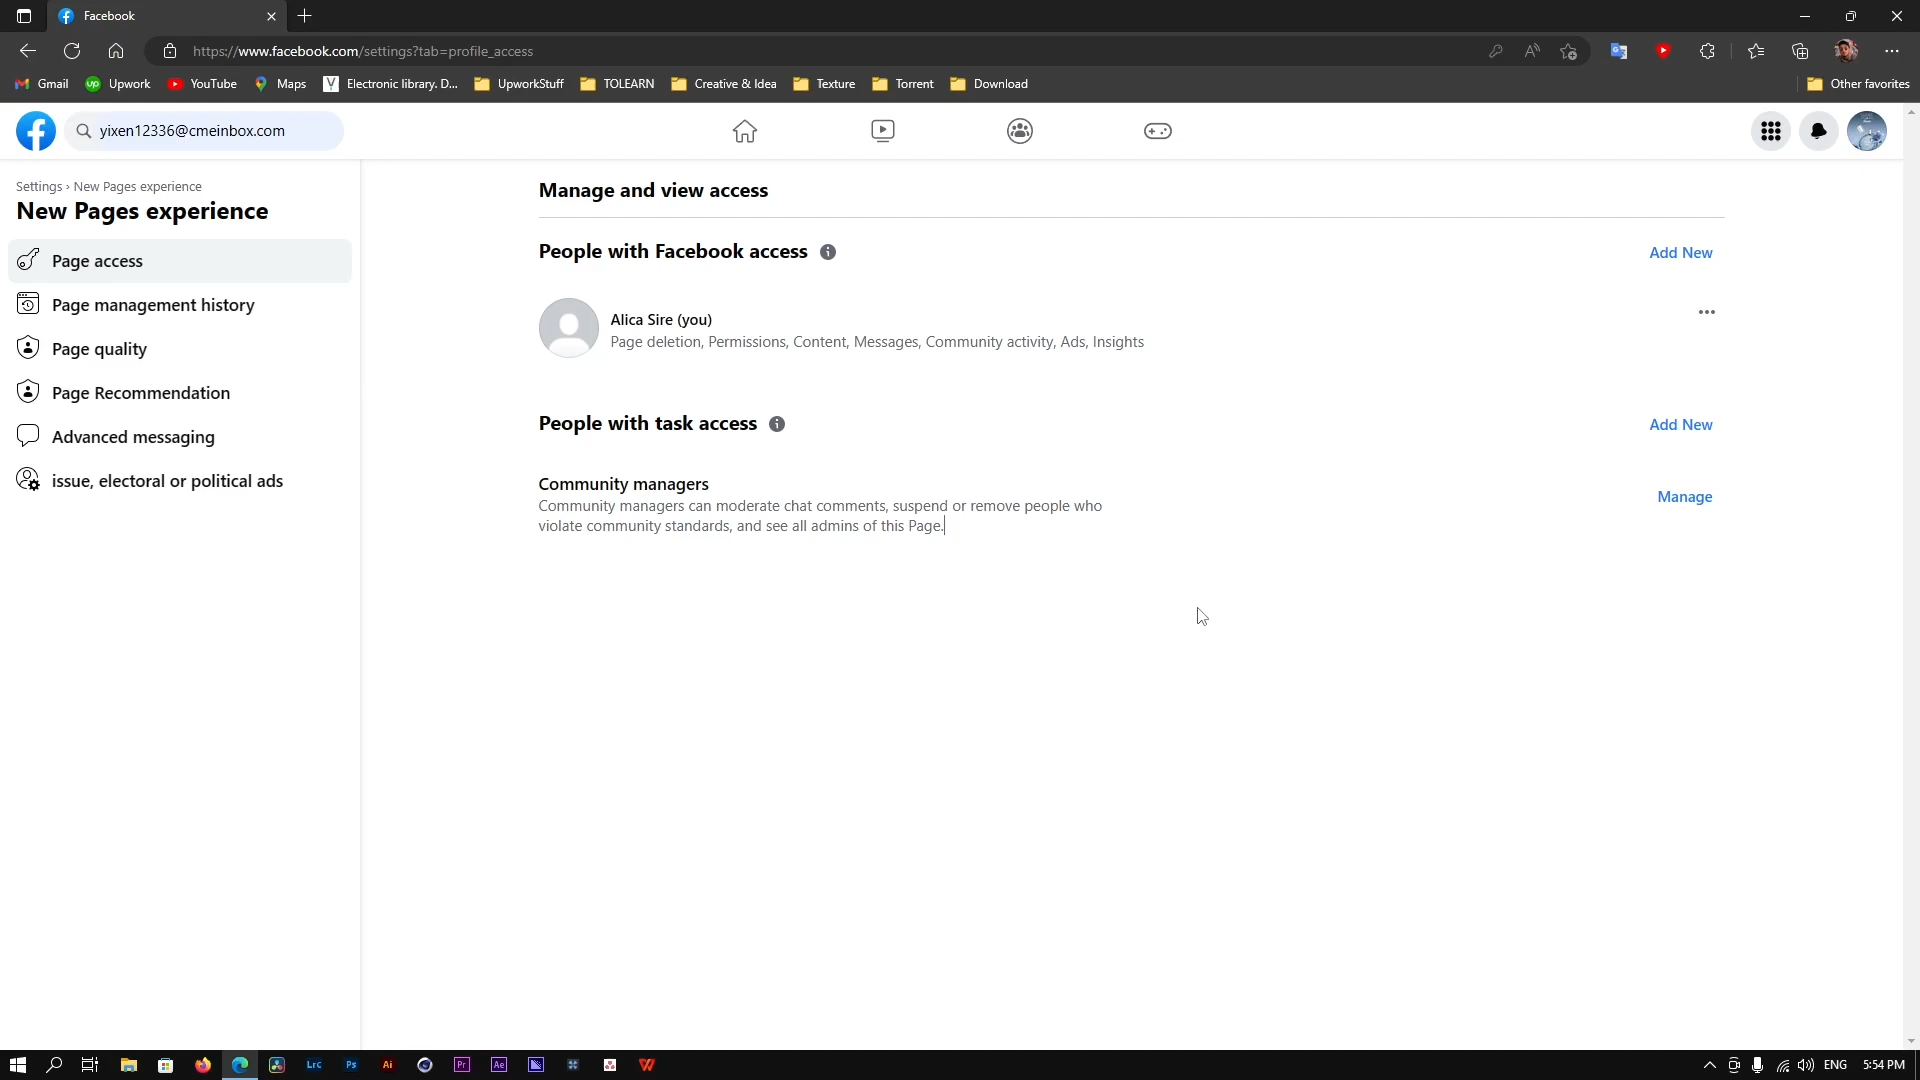 Facebook
https://www.facebook.com/settings?tab=profile_access
Gmail
Upwork
YouTube
Maps
Electronic library. D...
UpworkStuff
TOLEARN
Creative & Idea
Texture
Torrent
Download
Other favorites
yixen12336@cmeinbox.com
Settings › New Pages experience
New Pages experience
Page access
Page management history
Page quality
Page Recommendation
Advanced messaging
issue, electoral or political ads
Manage and view access
People with Facebook access
Add New
Alica Sire (you)
Page deletion, Permissions, Content, Messages, Community activity, Ads, Insights
People with task access
Add New
Community managers
Community managers can moderate chat comments, suspend or remove people who
violate community standards, and see all admins of this Page.
Manage
Lrc
Ps
Ai
Pr
Ae
ENG
5:54 PM